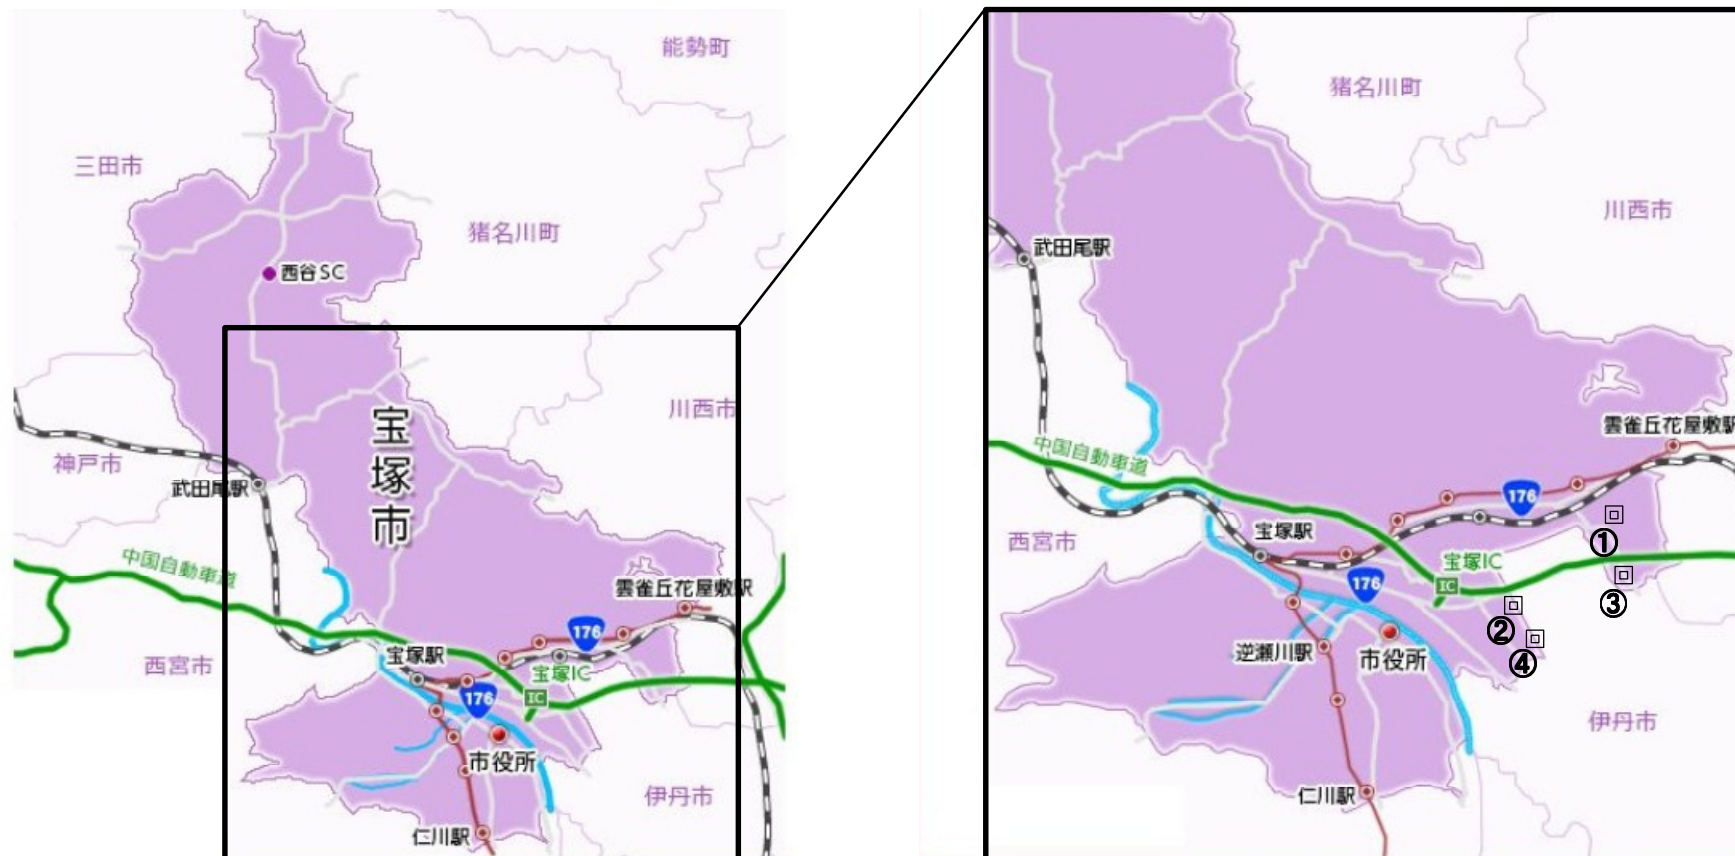 能勢町
三田市
猪名川町
西谷SC
宝塚市
川西市
神戸市
武田尾駅
中国自動車道
雲雀丘花屋敷駅
176
宝塚駅
宝塚IC
西宮市
IC
176
市役所
伊丹市
仁川駅
猪名川町
川西市
武田尾駅
雲雀丘花屋敷駅
中国自動車道
176
西宮市
宝塚駅
①
宝塚IC
176
IC
③
②
逆瀬川駅
市役所
④
伊丹市
仁川駅